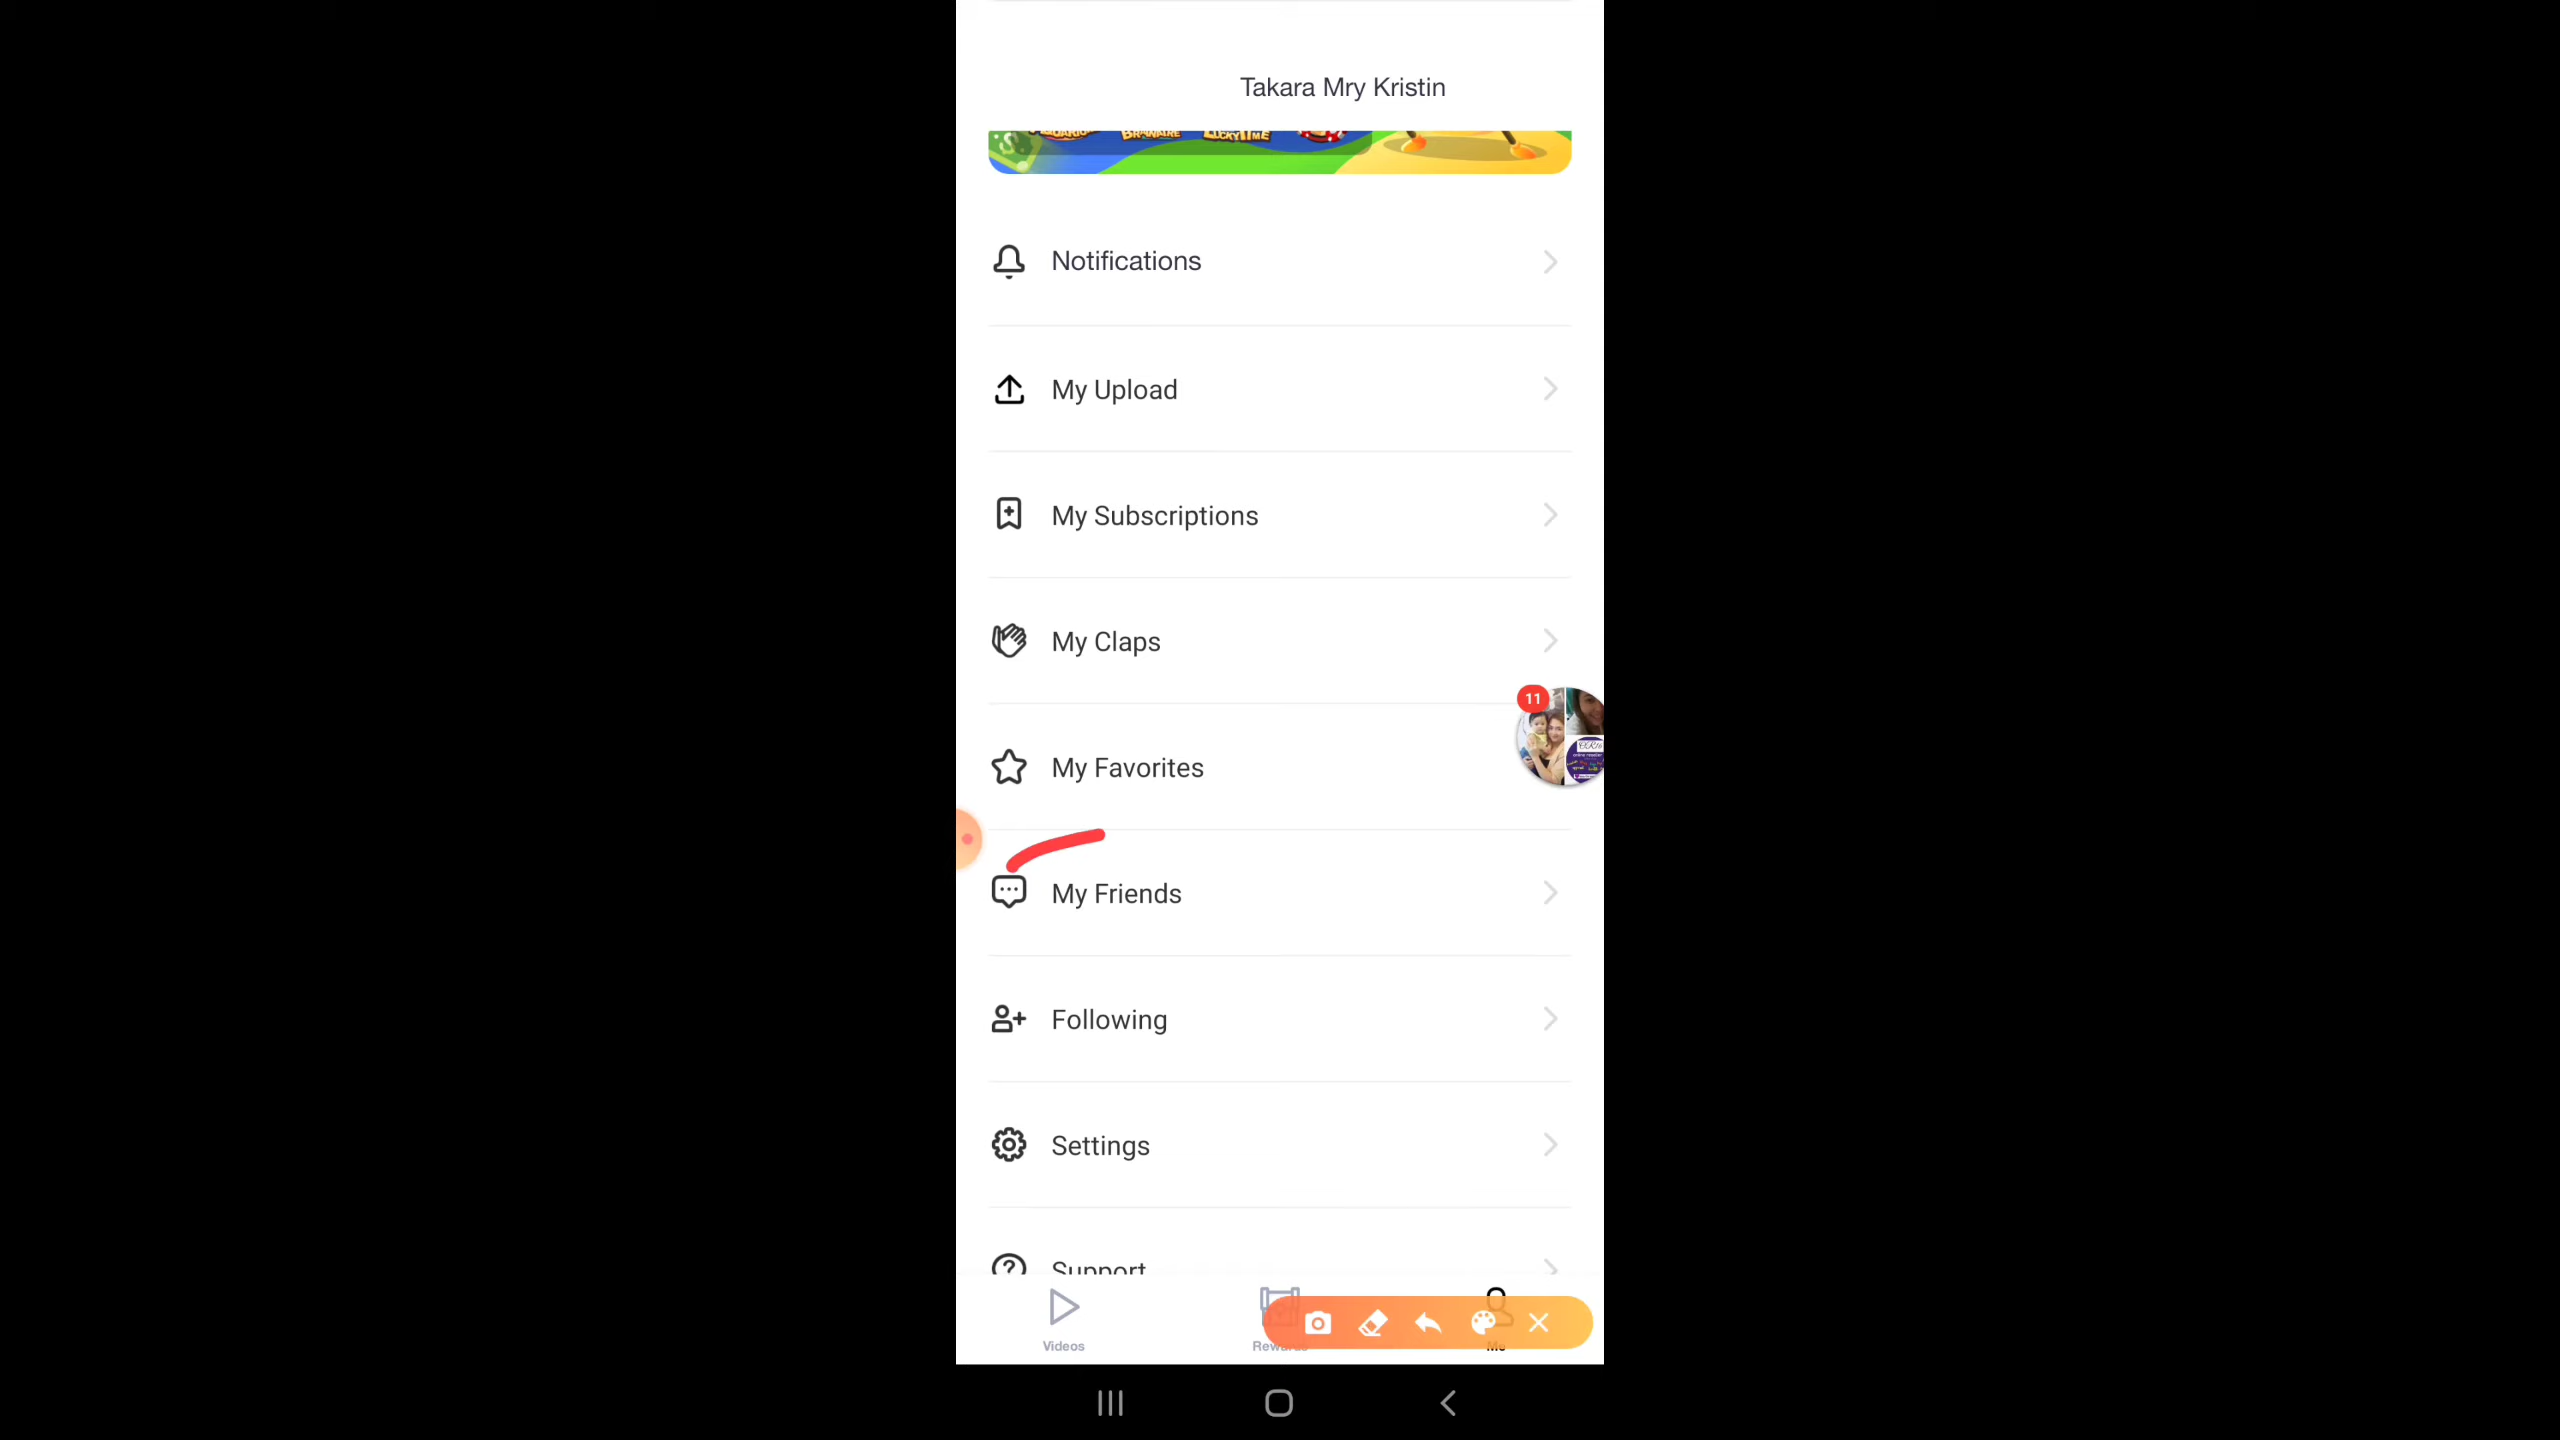 Takara Mry Kristin
Notifications
My Upload
My Subscriptions
My Claps
11
My Favorites
My Friends
Following
Settings
Support
Videos
Me